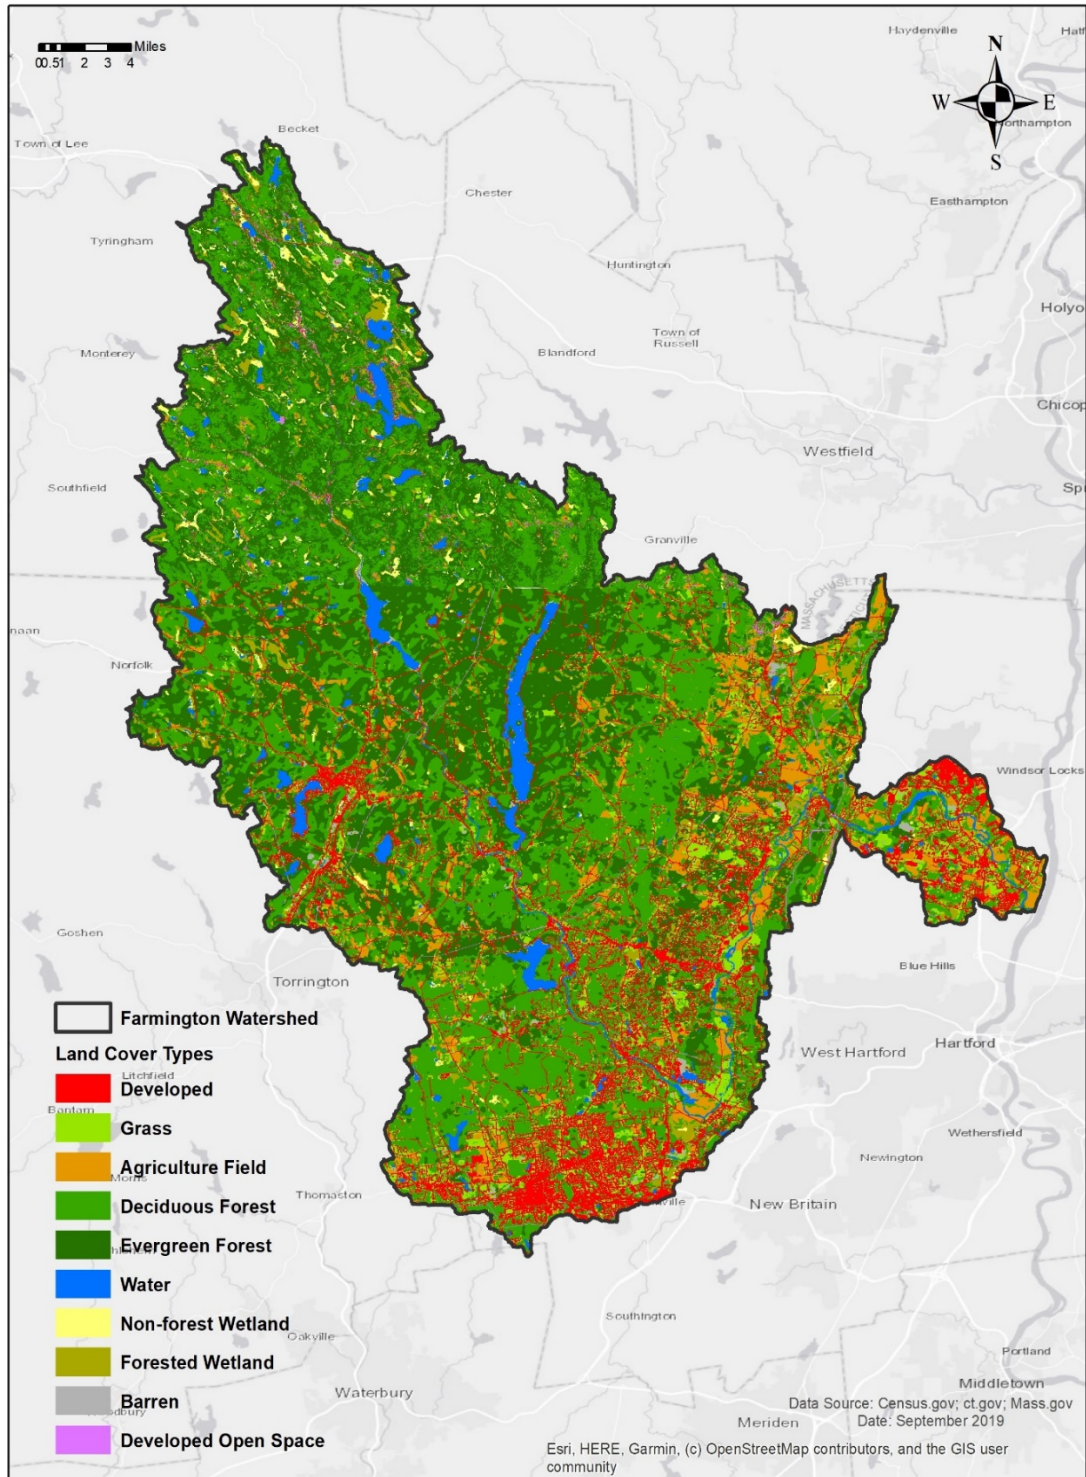 Haydenville
Miles
00.51 2 3 4
N
W E
S
Becket
Town of Lee
Chester
Easthampton
Tyringham
Huntington
Town of
Russell
Monterey
Blandford
Westfield
Southfield
Granville
MASSACHUSETTS
Norfolk
Windsor Locks
Goshen
Blue Hills
Torrington
Farmington Watershed
West Hartford
Hartford
Land Cover Types
Litchfield
Developed
Bantam
Grass
Wethersfield
Agriculture Field
Newington
Morris
Deciduous Forest
Thomaston
New Britain
Evergreen Forest
Water
Southington
Non-forest Wetland
Oakville
Forested Wetland
Portland
Middletown
Barren
Waterbury
Data Source: Census.gov; ct.gov; Mass.gov
Meriden
Date: September 2019
Developed Open Space
Esri, HERE, Garmin, (c) OpenStreetMap contributors, and the GIS user
community